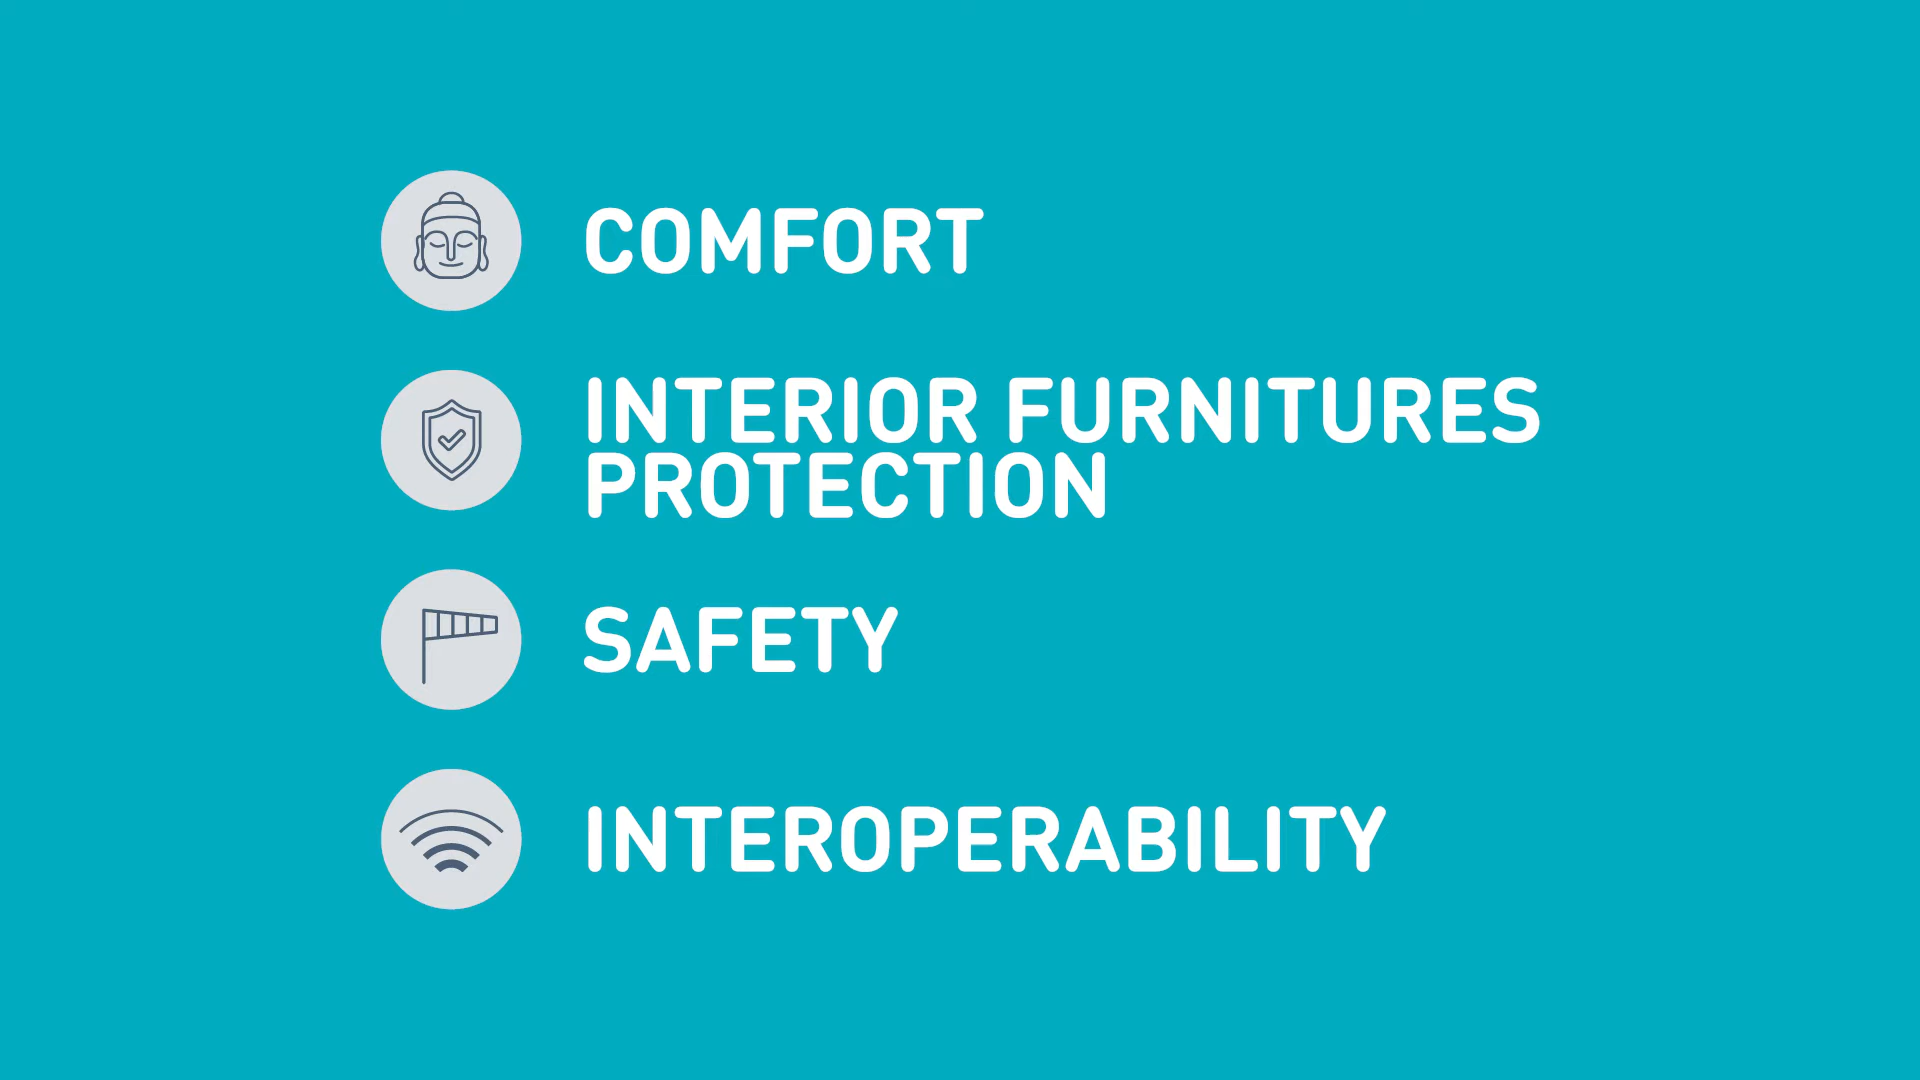 COMFORT
INTERIOR FURNITURES
PROTECTION
SAFETY
INTEROPERABILITY